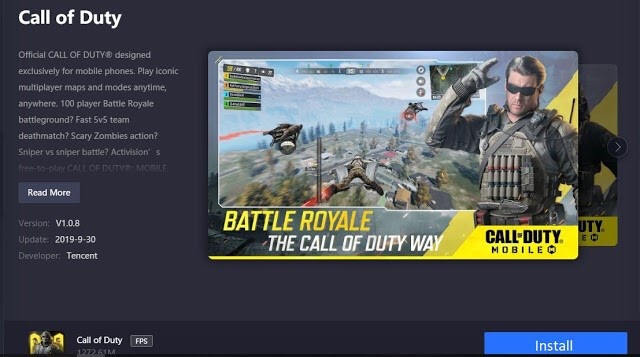 Call of Duty
Official CALL OF DUTY® designed
exclusively for mobile phones. Play iconic
multiplayer maps and modes anytime,
anywhere. 100 player Battle Royale
battleground? Fast 5v5 team
deathmatch? Scary Zombies action?
Sniper vs sniper battle? Activision' s
free-to-play CALL OF DUTY®: MOBILE
Read More
Version: V1.0.8
Update: 2019-9-30
Developer: Tencent
BATTLE ROYALE
THE CALL OF DUTY WAY
CALL OF DUTY
MOBILE
Call of Duty FPS
1272.61M
Install